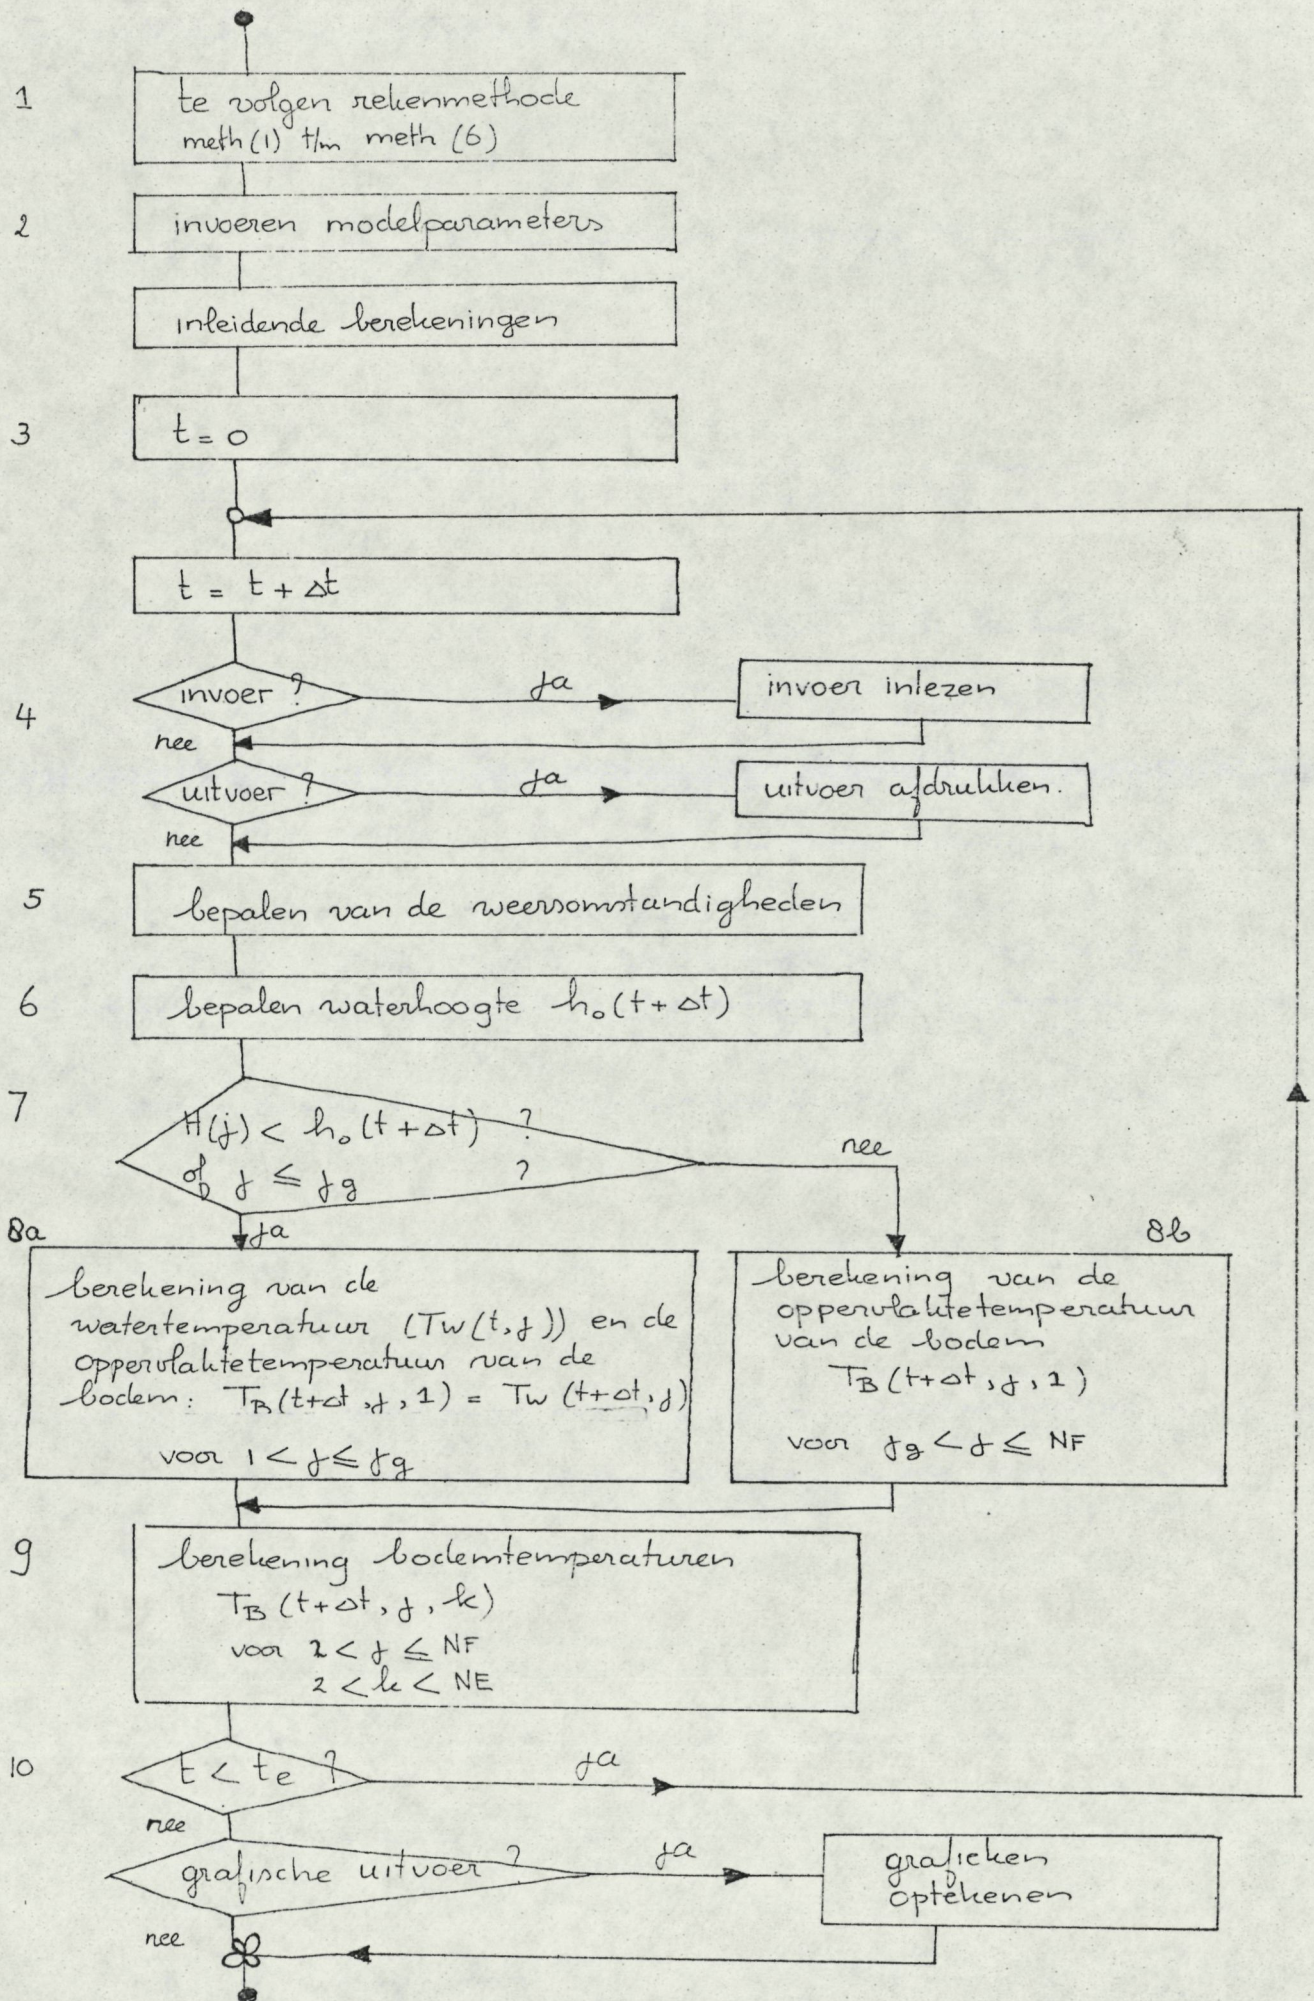 1
te volgen rekenmethode
meth (1) t/m meth (6)
2
invoeren modelparameters
inleidende berekeningen
3
t = 0
t = t + Δt
4
invoer ?
ja
invoer inlezen
nee
uitvoer ?
ja
uitvoer afdrukken.
nee
5
bepalen van de weersomstandigheden
6
bepalen waterhoogte h₀(t + Δt)
7
H(j) < h₀ (t + Δt) ?
of j ≤ jg ?
nee
ja
8a
berekening van de
watertemperatuur (Tw(t,j)) en de
oppervlaktetemperatuur van de
bodem: T_B(t+Δt, j, 1) = Tw (t+Δt, j)
voor 1 < j ≤ jg
8b
berekening van de
oppervlaktetemperatuur
van de bodem
T_B(t+Δt, j, 1)
voor jg < j ≤ NF
9
berekening bodemtemperaturen
T_B (t+Δt, j, k)
voor 2 < j ≤ NF
2 < k < NE
10
t < te ?
ja
nee
grafische uitvoer ?
ja
grafieken
optekenen
nee